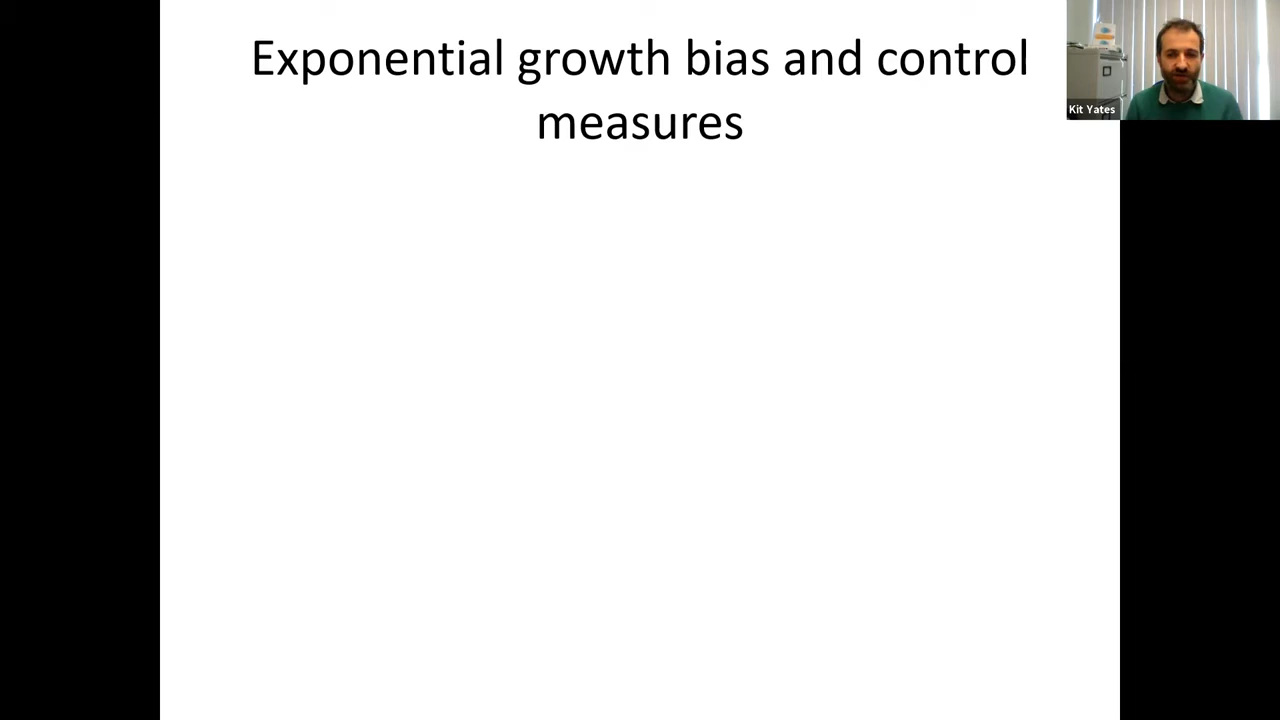 Exponential growth bias and control
measures
Kit Yates